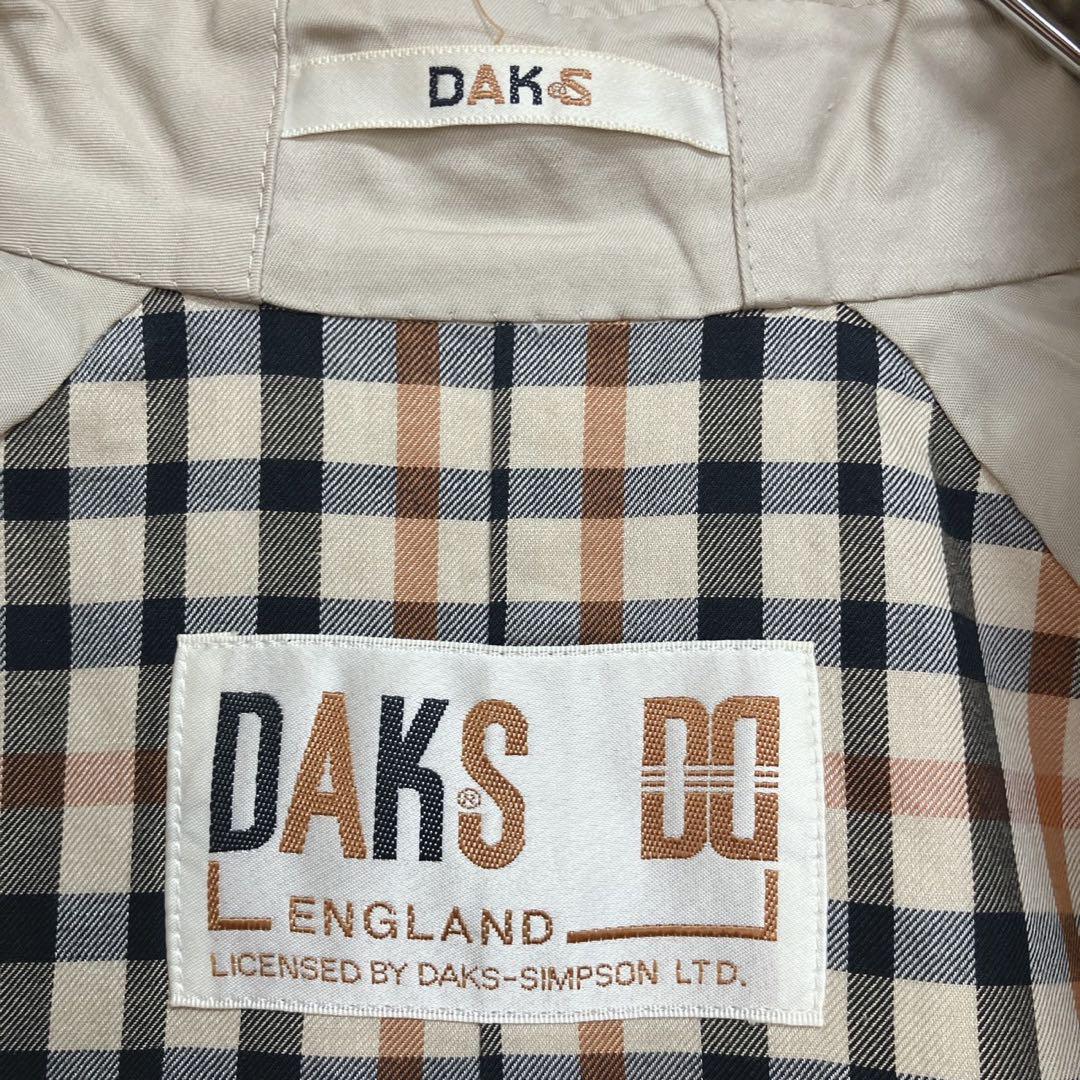 DAKS
DAKS® DD
ENGLAND
LICENSED BY DAKS-SIMPSON LTD.